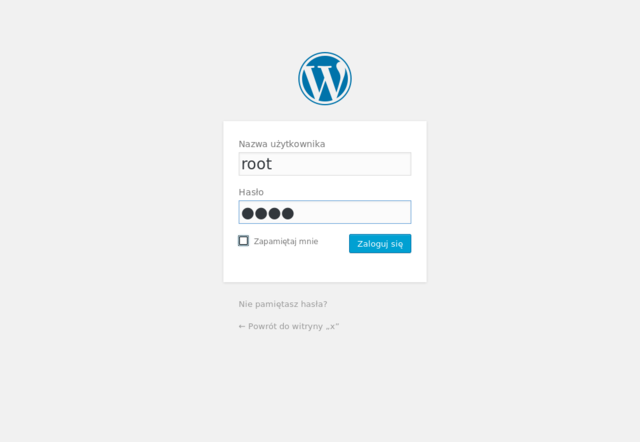 Nazwa użytkownika
root
Hasło
Zapamiętaj mnie
Zaloguj się
Nie pamiętasz hasła?
← Powrót do witryny „x”